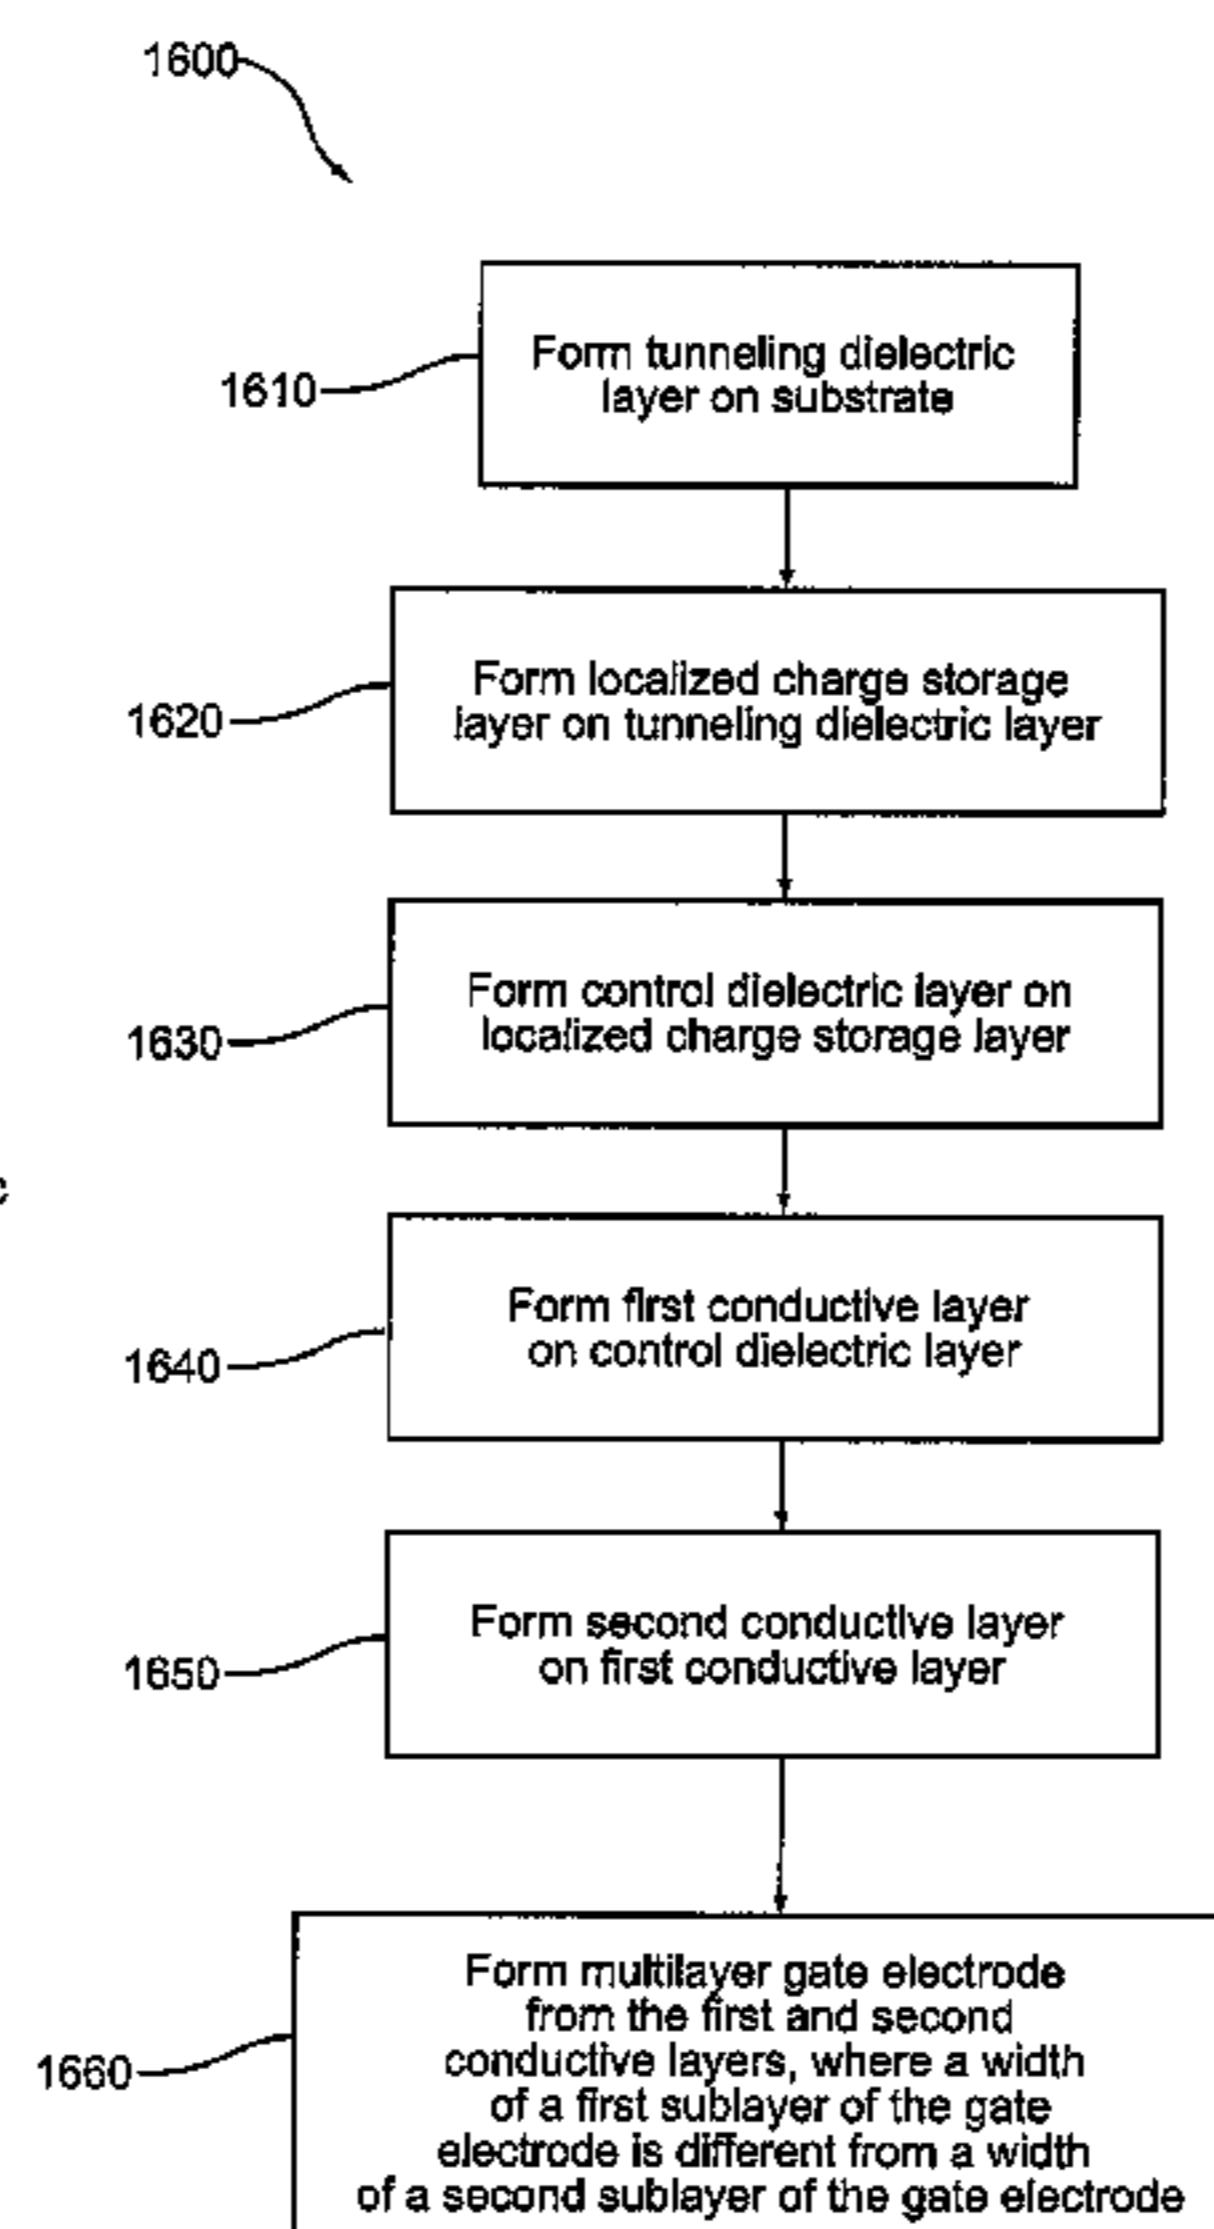 1600
1610
Form tunneling dielectric
layer on substrate
1620
Form localized charge storage
layer on tunneling dielectric layer
1630
Form control dielectric layer on
localized charge storage layer
1640
Form first conductive layer
on control dielectric layer
1650
Form second conductive layer
on first conductive layer
1660
Form multilayer gate electrode
from the first and second
conductive layers, where a width
of a first sublayer of the gate
electrode is different from a width
of a second sublayer of the gate electrode